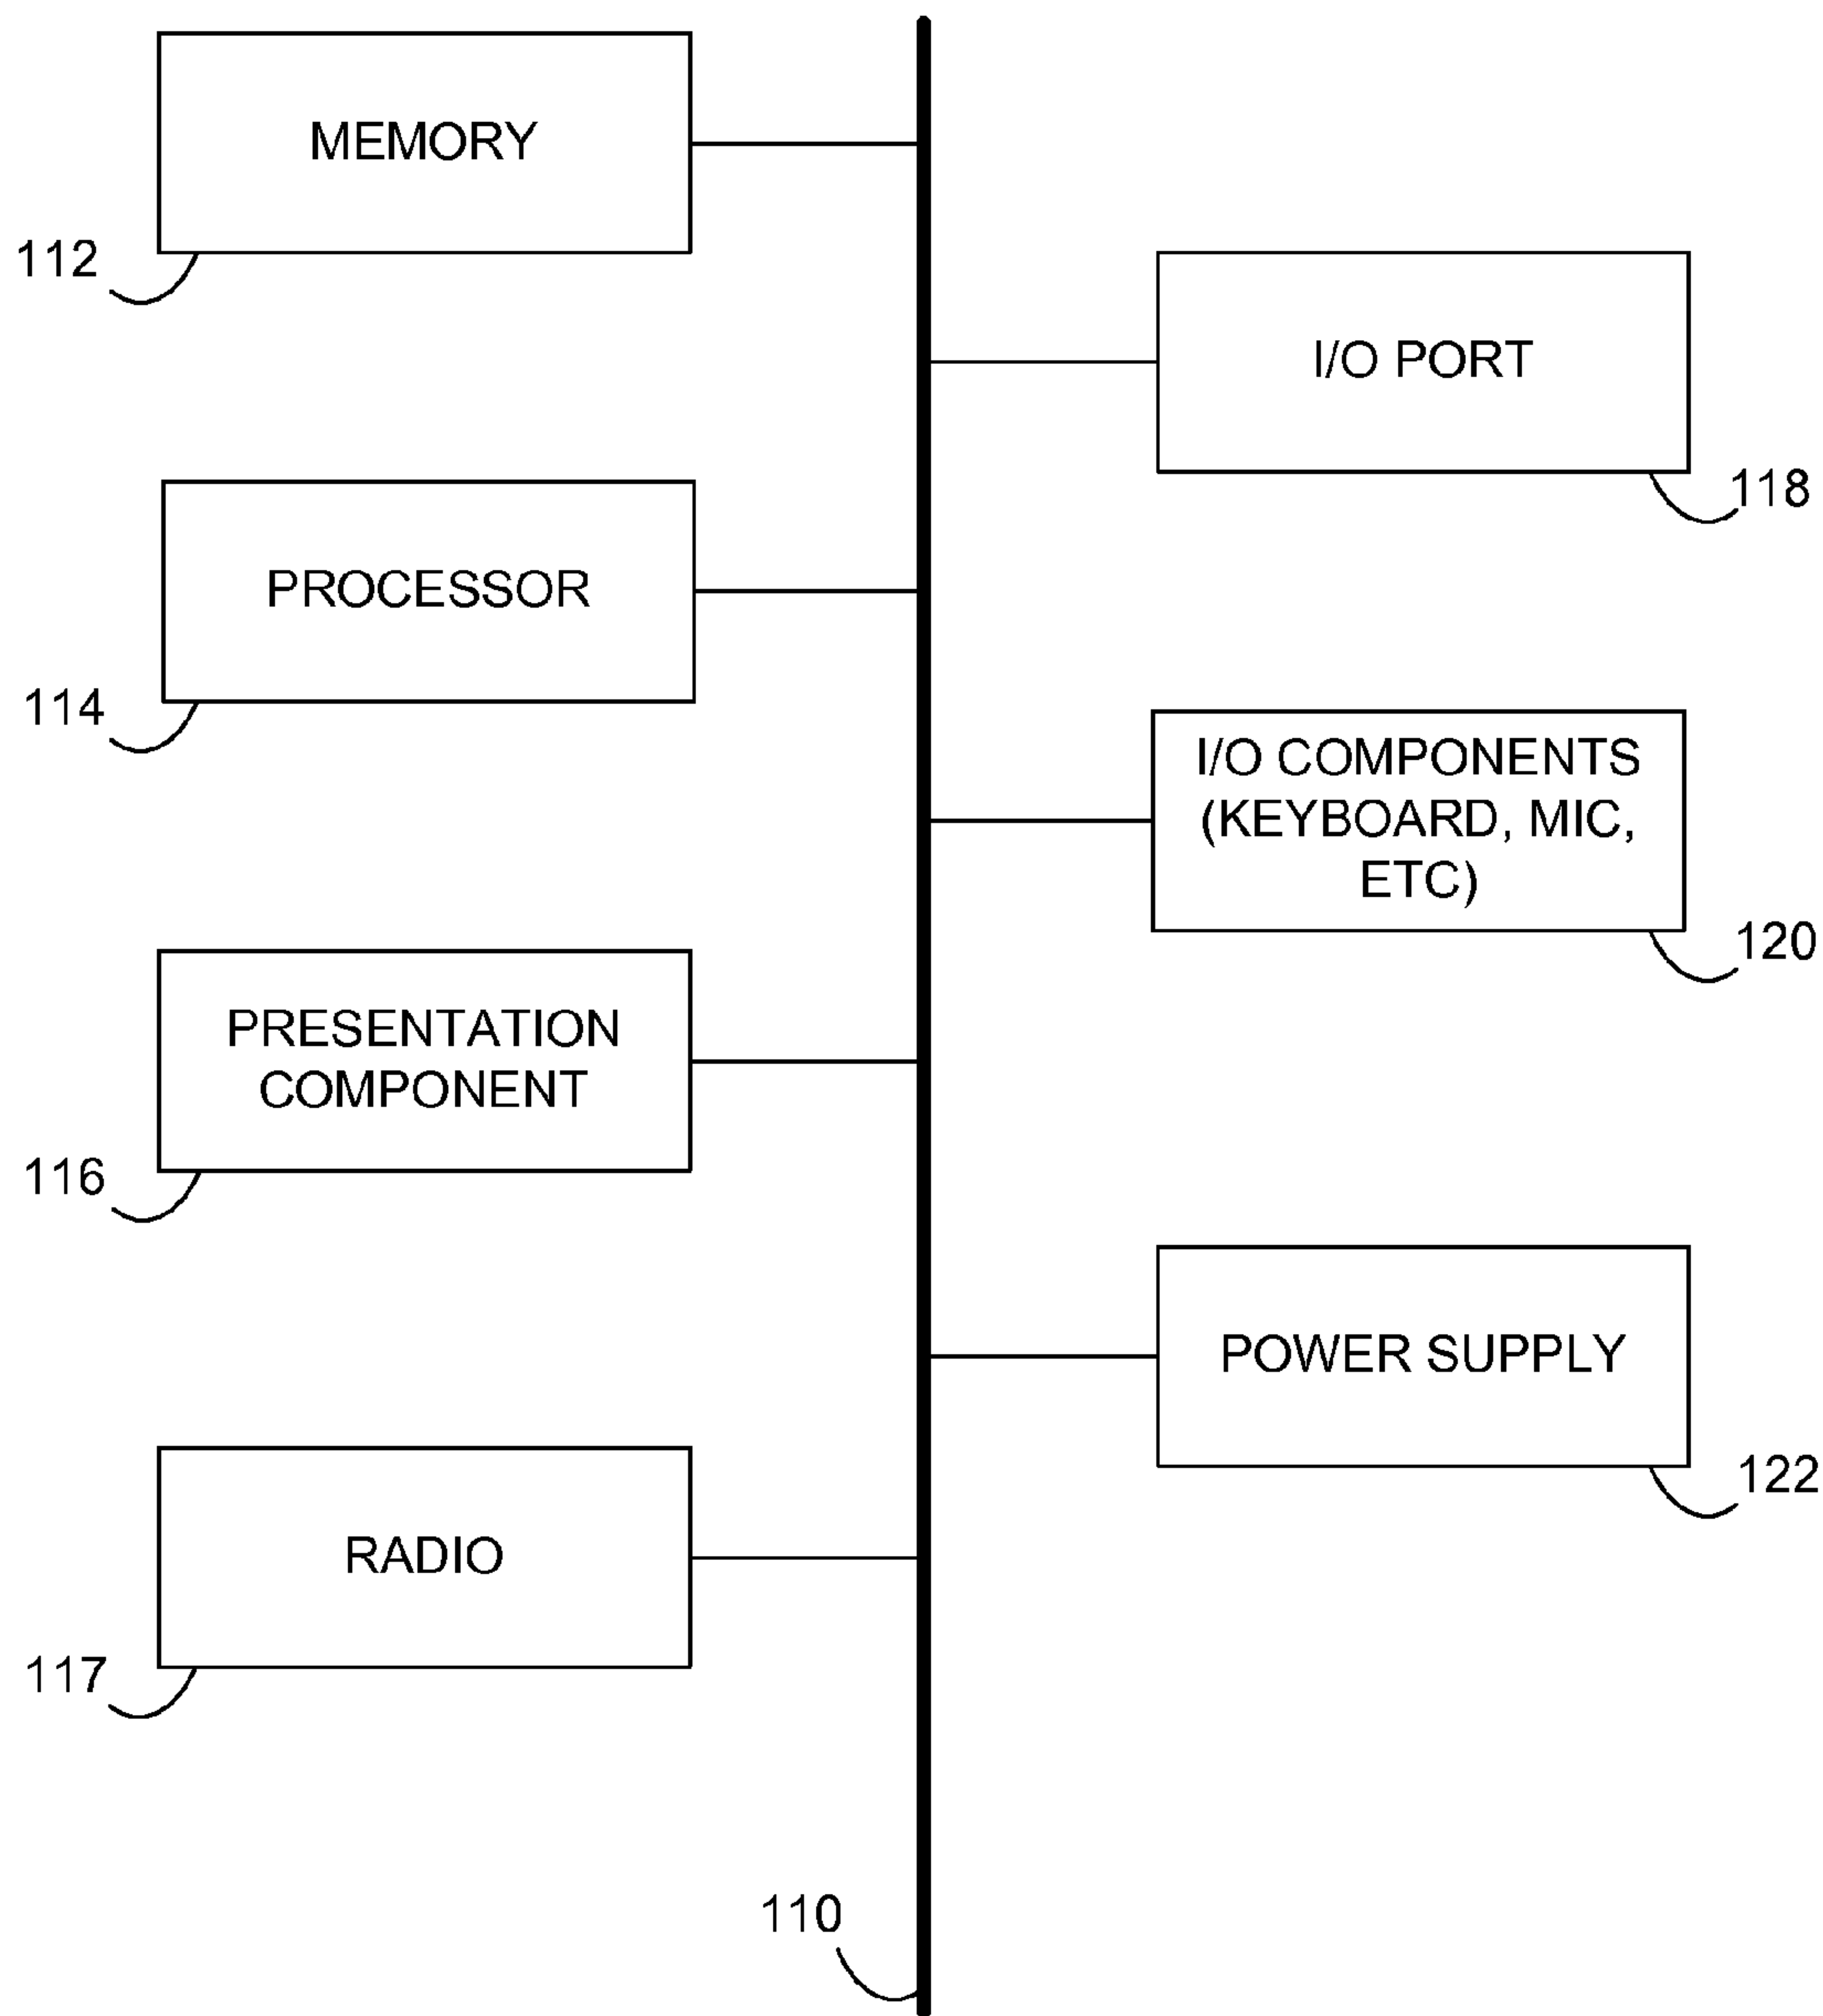 MEMORY
112
I/O PORT
118
PROCESSOR
114
I/O COMPONENTS
(KEYBOARD, MIC,
ETC)
120
PRESENTATION
COMPONENT
116
POWER SUPPLY
122
RADIO
117
110